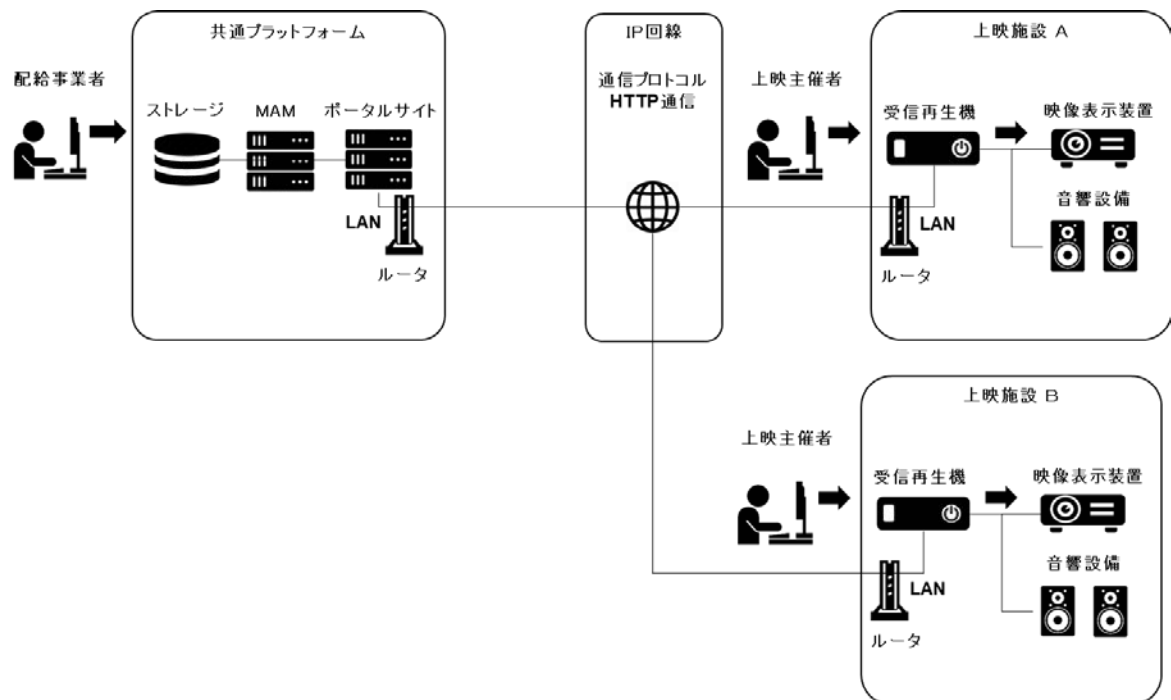 共通プラットフォーム
配給事業者
ストレージ
MAM
ポータルサイト
LAN
ルータ
IP回線
通信プロトコル
HTTP通信
上映施設 A
上映主催者
受信再生機
映像表示装置
音響設備
LAN
ルータ
上映施設 B
上映主催者
受信再生機
映像表示装置
音響設備
LAN
ルータ